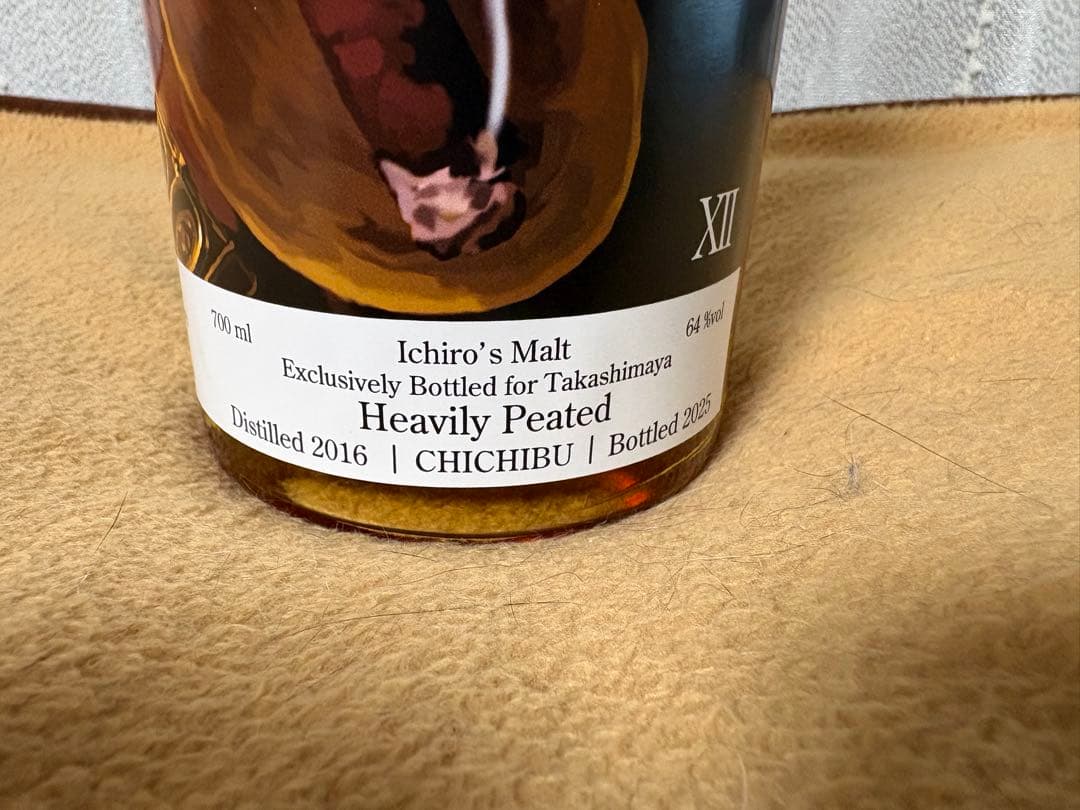 XII
700 ml
64 %vol
Ichiro's Malt
Exclusively Bottled for Takashimaya
Heavily Peated
Distilled 2016 | CHICHIBU | Bottled 2025